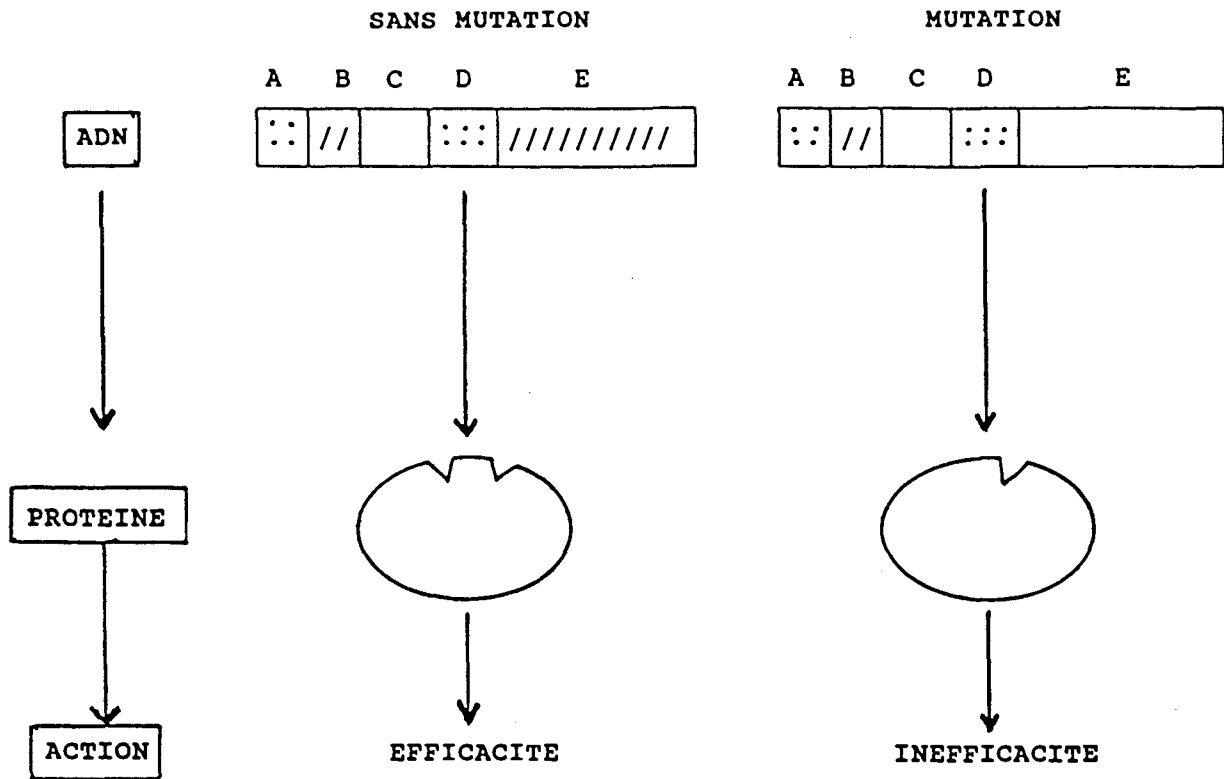 SANS MUTATION MUTATION
A B C D E A B C D E
ADN
PROTEINE
ACTION EFFICACITE INEFFICACITE